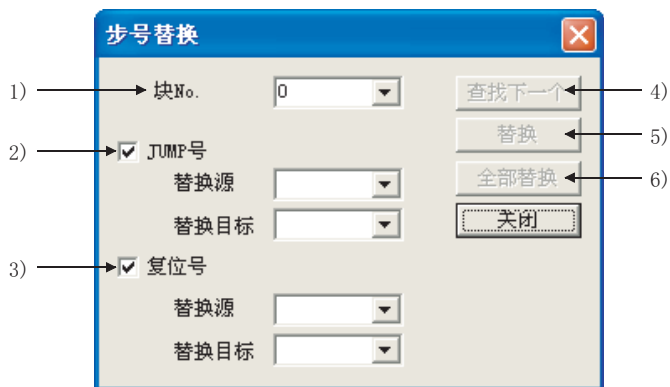 步号替换
1) 块No. 0 查找下一个 4)
替换 5)
2) JUMP号 全部替换 6)
替换源
替换目标 关闭
3) 复位号
替换源
替换目标